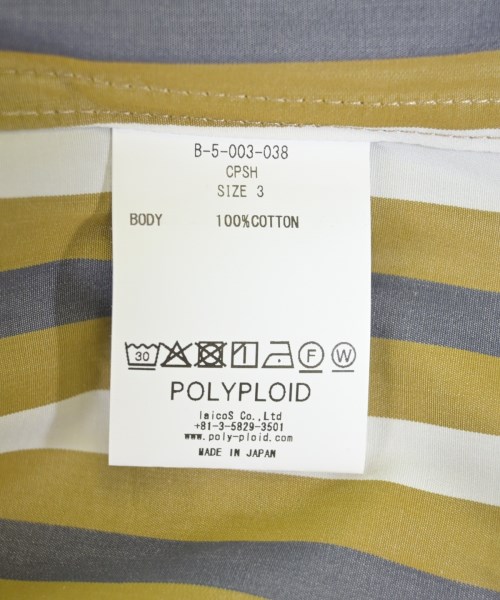 B-5-003-038
CPSH
SIZE 3
BODY 100%COTTON
30 F W
POLYPLOID
laicoS Co.,Ltd
+81-3-5829-3501
www.poly-ploid.com
MADE IN JAPAN